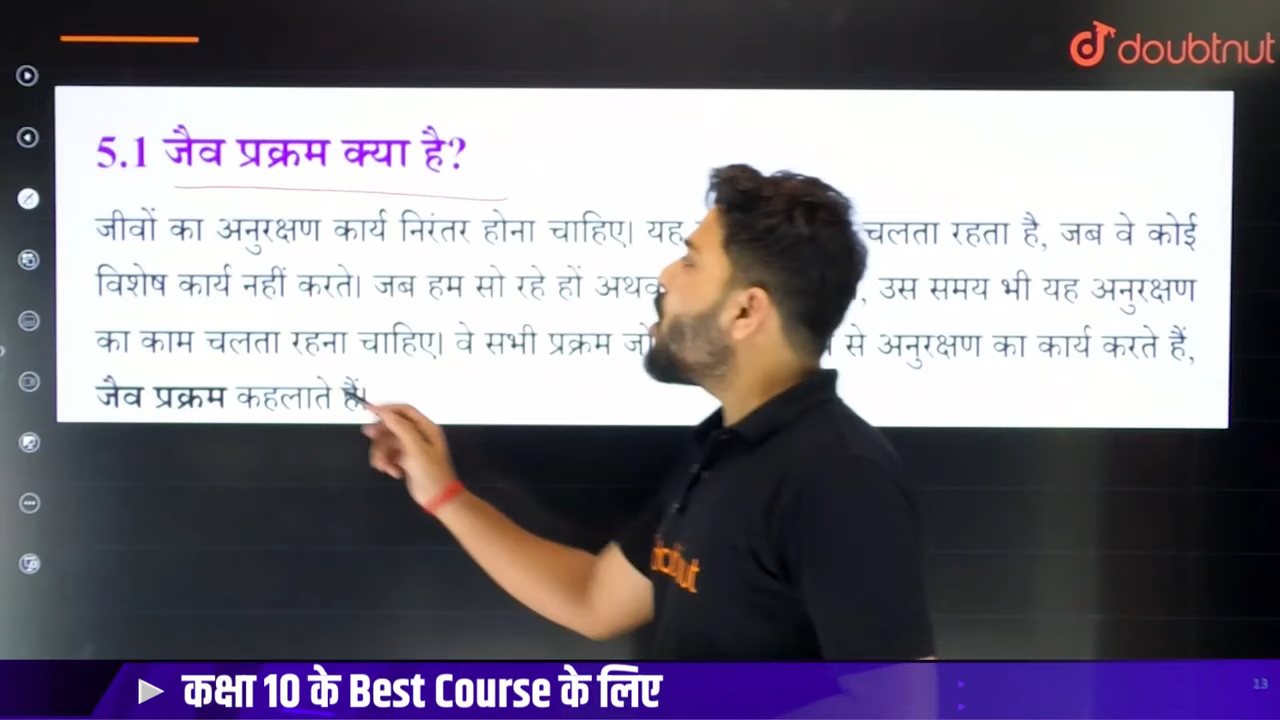 doubtnut
5.1 जैव प्रक्रम क्या है?
जीवों का अनुरक्षण कार्य निरंतर होना चाहिए। यह चलता रहता है, जब वे कोई
विशेष कार्य नहीं करते। जब हम सो रहे हों उस समय भी यह अनुरक्षण
का काम चलता रहना चाहिए। वे सभी प्रक्रम जो से अनुरक्षण का कार्य करते हैं,
जैव प्रक्रम कहलाते हैं।
कक्षा 10 के Best Course के लिए
13